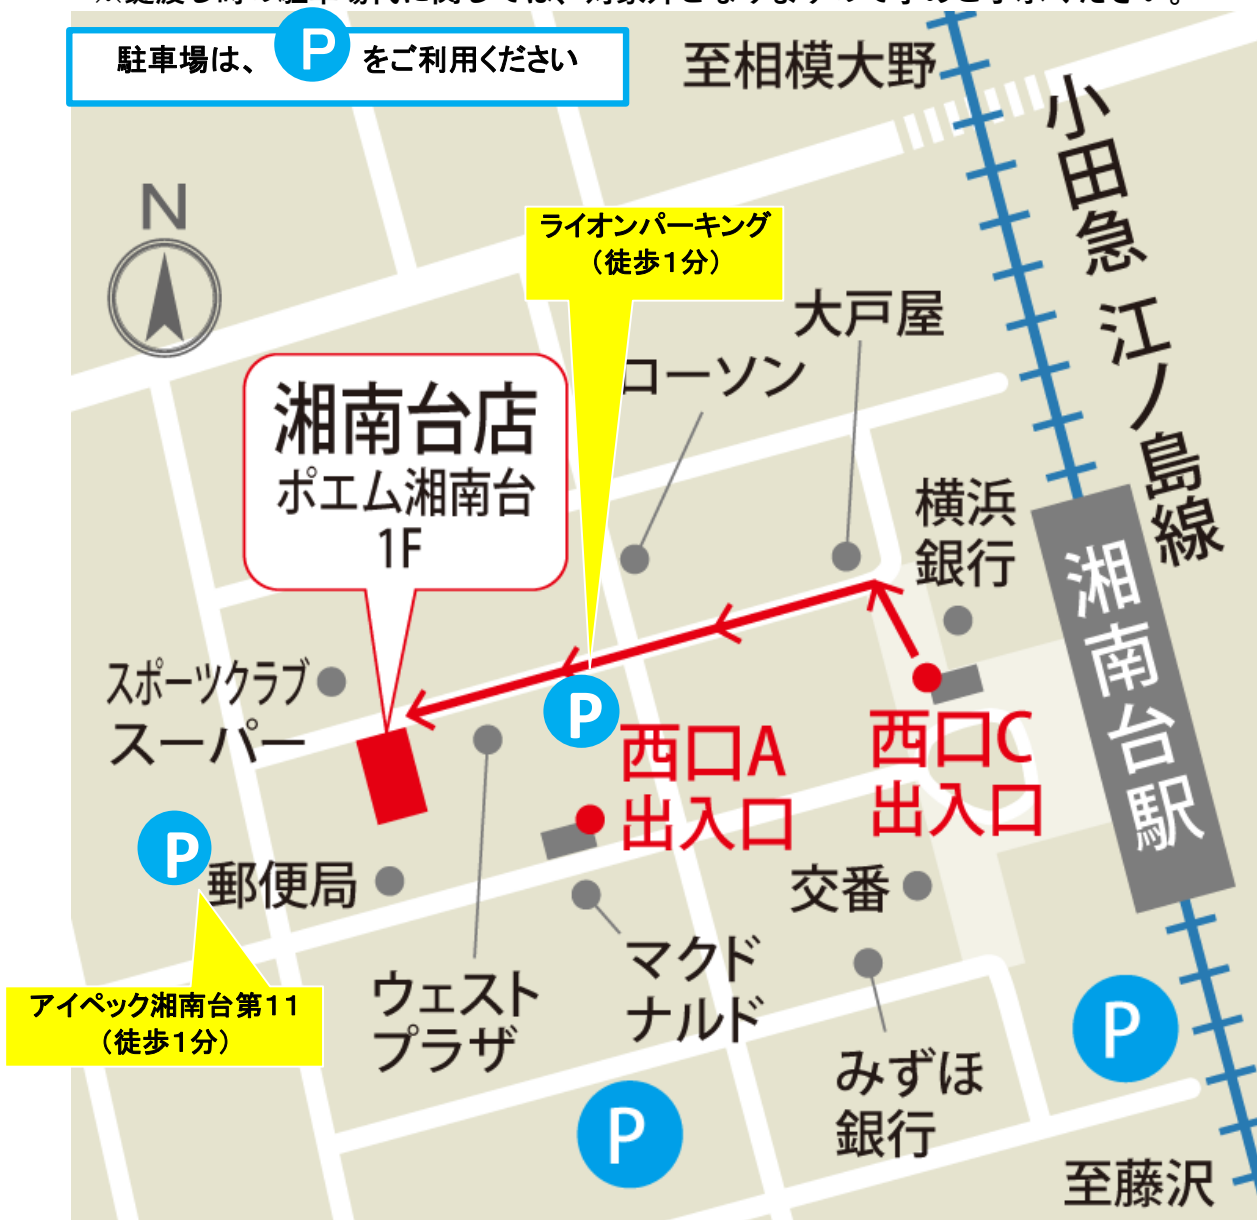 駐車場は、 P をご利用ください
至相模大野
小田急 江ノ島線
N
ライオンパーキング
（徒歩１分）
大戸屋
ローソン
湘南台店
ポエム湘南台
1F
横浜
銀行
湘南台駅
スポーツクラブ
スーパー
P
西口A
出入口
西口C
出入口
P
郵便局
交番
マクド
ナルド
ウェスト
プラザ
アイペック湘南台第１１
（徒歩１分）
P
みずほ
銀行
P
至藤沢